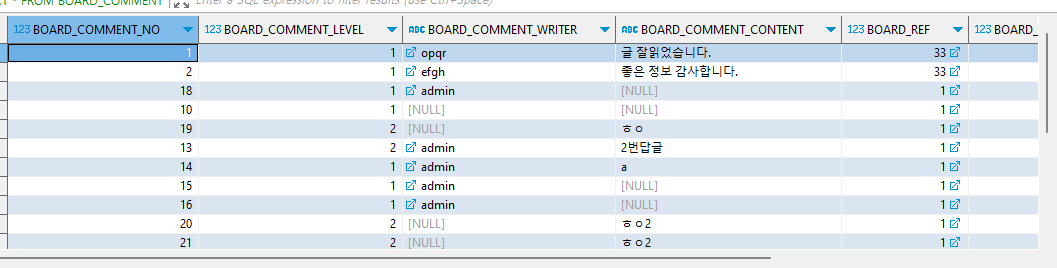 CT * FROM BOARD_COMMENT Enter a SQL expression to filter results (use Ctrl+Space)
123 BOARD_COMMENT_NO 123 BOARD_COMMENT_LEVEL ABC BOARD_COMMENT_WRITER ABC BOARD_COMMENT_CONTENT 123 BOARD_REF 123 BOARD_
1 1 opqr 글 잘읽었습니다. 33
2 1 efgh 좋은 정보 감사합니다. 33
18 1 admin [NULL] 1
10 1 [NULL] [NULL] 1
19 2 [NULL] ㅎㅇ 1
13 2 admin 2번답글 1
14 1 admin a 1
15 1 admin [NULL] 1
16 1 admin [NULL] 1
20 2 [NULL] ㅎㅇ2 1
21 2 [NULL] ㅎㅇ2 1